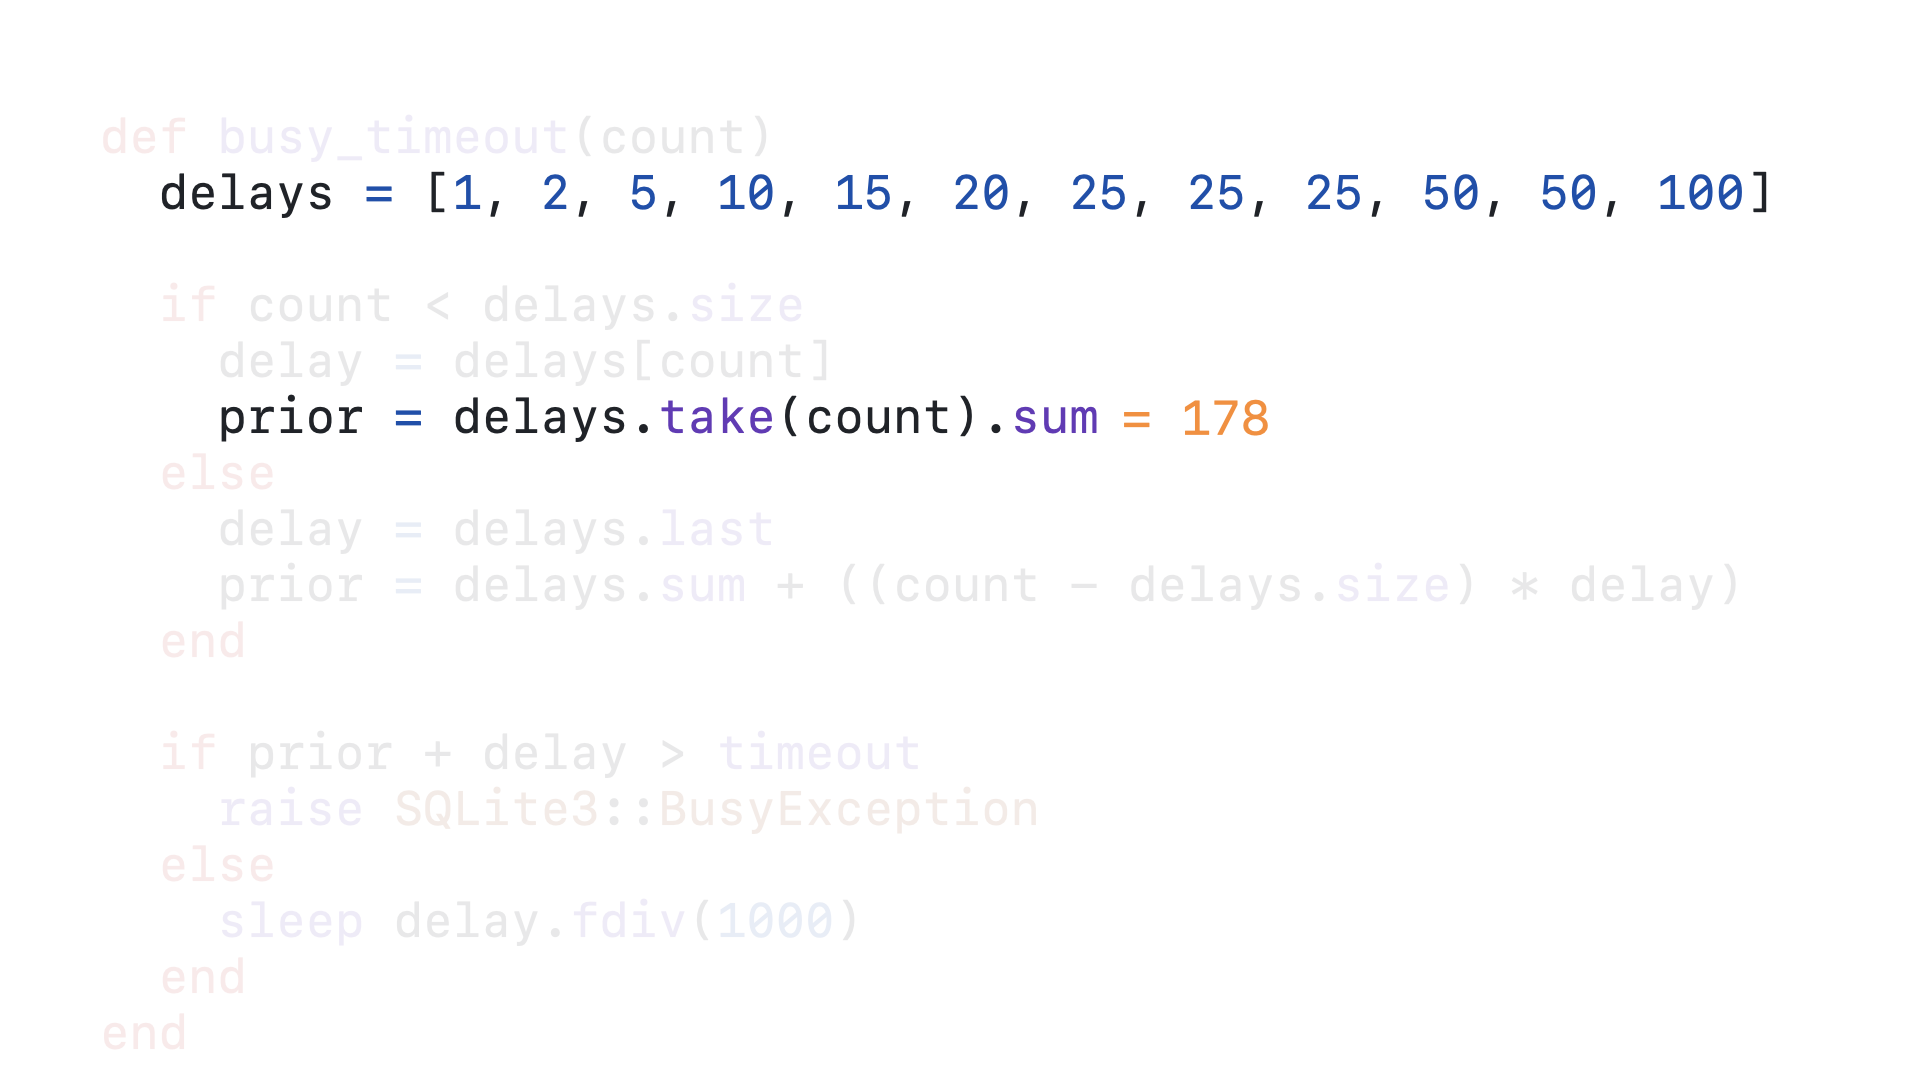 def busy_timeout(count)
  delays = [1, 2, 5, 10, 15, 20, 25, 25, 25, 50, 50, 100]

  if count < delays.size
    delay = delays[count]
    prior = delays.take(count).sum = 178
  else
    delay = delays.last
    prior = delays.sum + ((count - delays.size) * delay)
  end

  if prior + delay > timeout
    raise SQLite3::BusyException
  else
    sleep delay.fdiv(1000)
  end
end